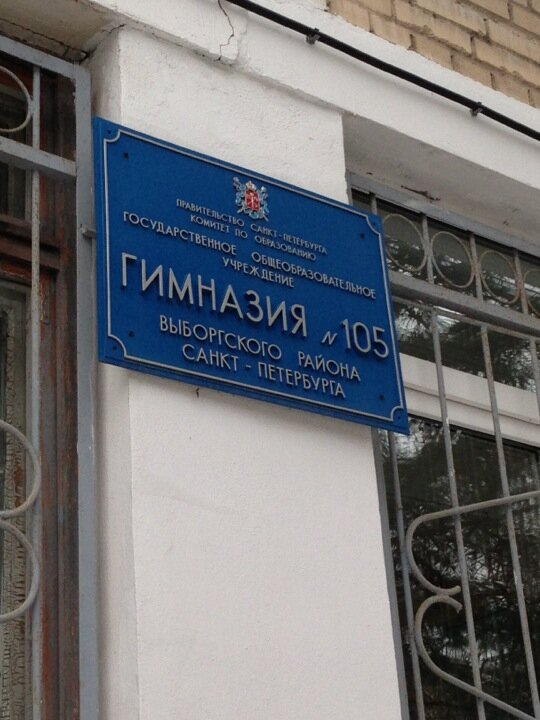 ПРАВИТЕЛЬСТВО САНКТ-ПЕТЕРБУРГА
КОМИТЕТ ПО ОБРАЗОВАНИЮ
ГОСУДАРСТВЕННОЕ ОБЩЕОБРАЗОВАТЕЛЬНОЕ
УЧРЕЖДЕНИЕ
ГИМНАЗИЯ N 105
ВЫБОРГСКОГО РАЙОНА
САНКТ - ПЕТЕРБУРГА